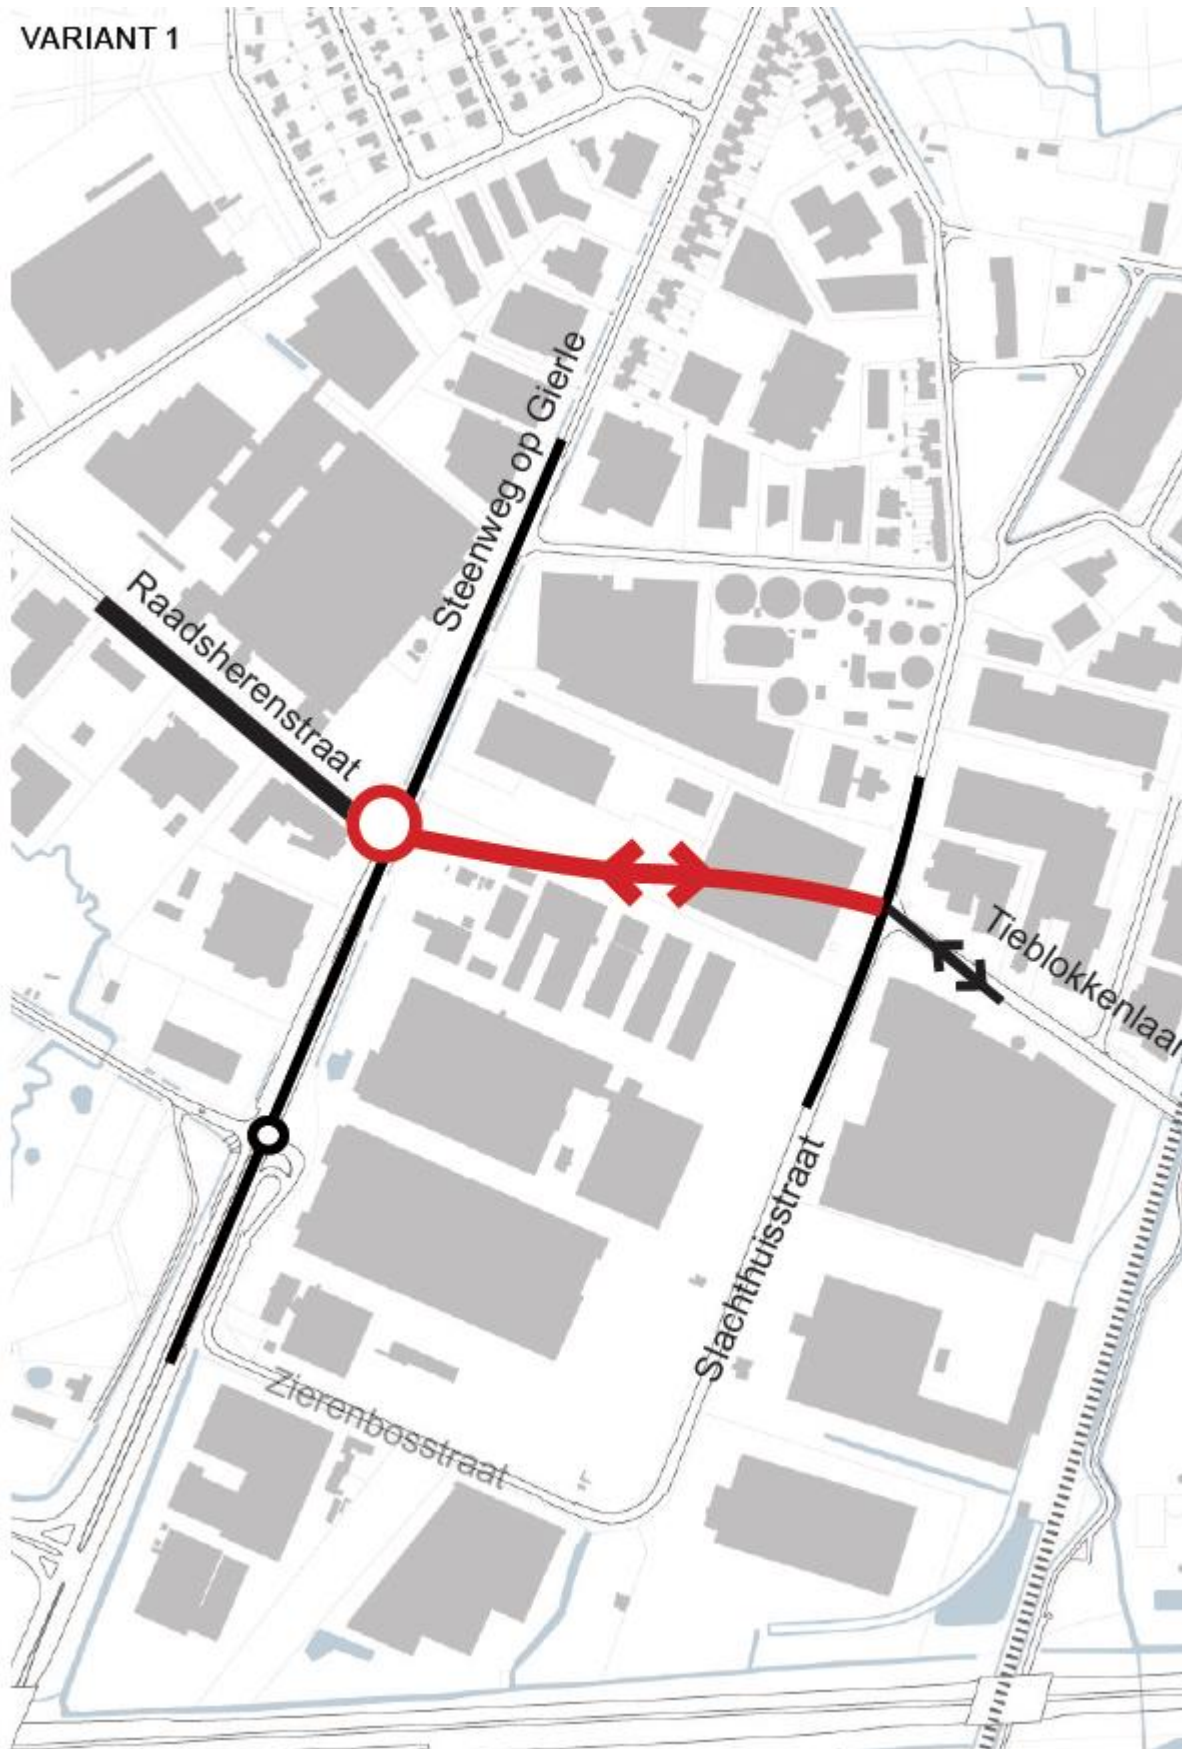 VARIANT 1
Steenweg op Gierle
Raadsherenstraat
Tieblokkenlaan
Slachthuisstraat
Zierenbosstraat